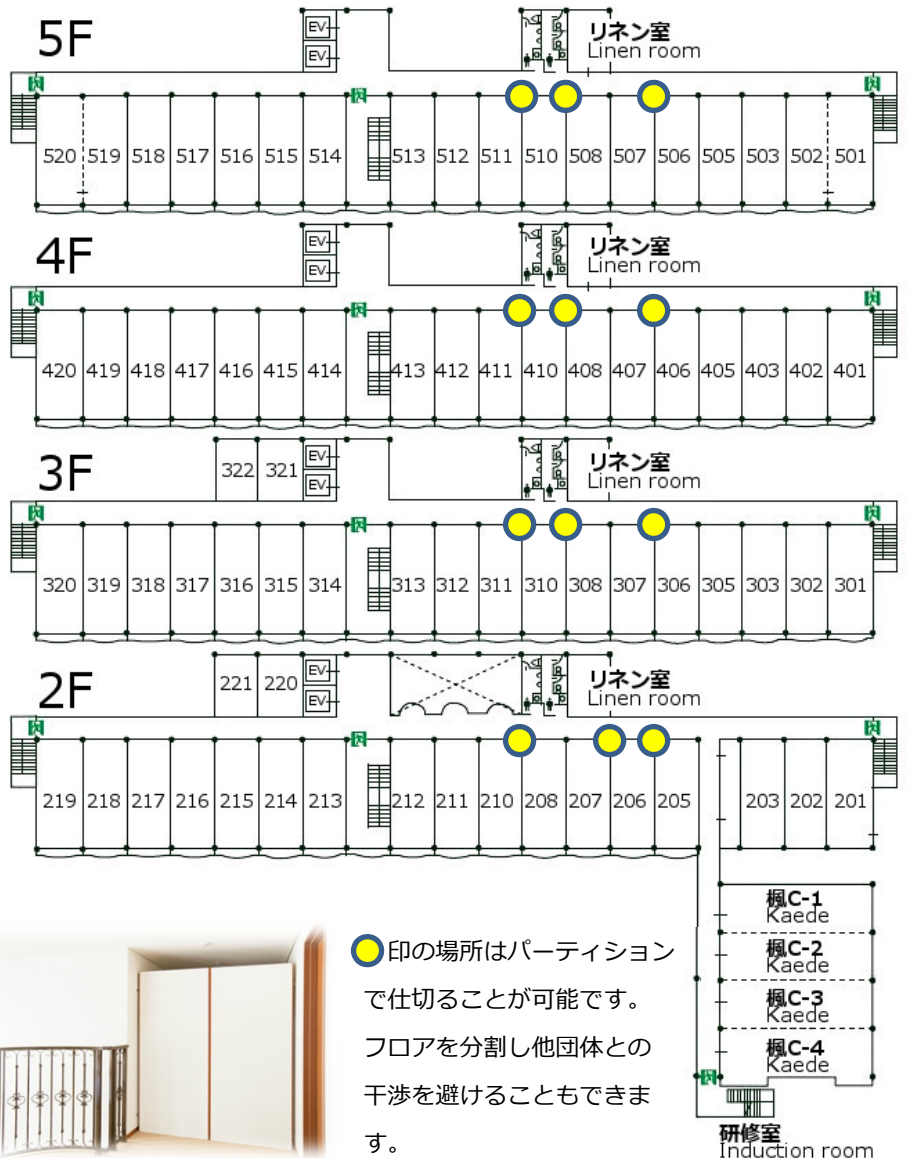 5F
EV
EV
リネン室
Linen room
520 519 518 517 516 515 514 513 512 511 510 508 507 506 505 503 502 501
4F
EV
EV
リネン室
Linen room
420 419 418 417 416 415 414 413 412 411 410 408 407 406 405 403 402 401
3F
322 321
EV
EV
リネン室
Linen room
320 319 318 317 316 315 314 313 312 311 310 308 307 306 305 303 302 301
2F
221 220
EV
EV
リネン室
Linen room
219 218 217 216 215 214 213 212 211 210 208 207 206 205 203 202 201
楓C-1
Kaede
楓C-2
Kaede
楓C-3
Kaede
楓C-4
Kaede
研修室
Induction room
印の場所はパーティション
で仕切ることが可能です。
フロアを分割し他団体との
干渉を避けることもできま
す。